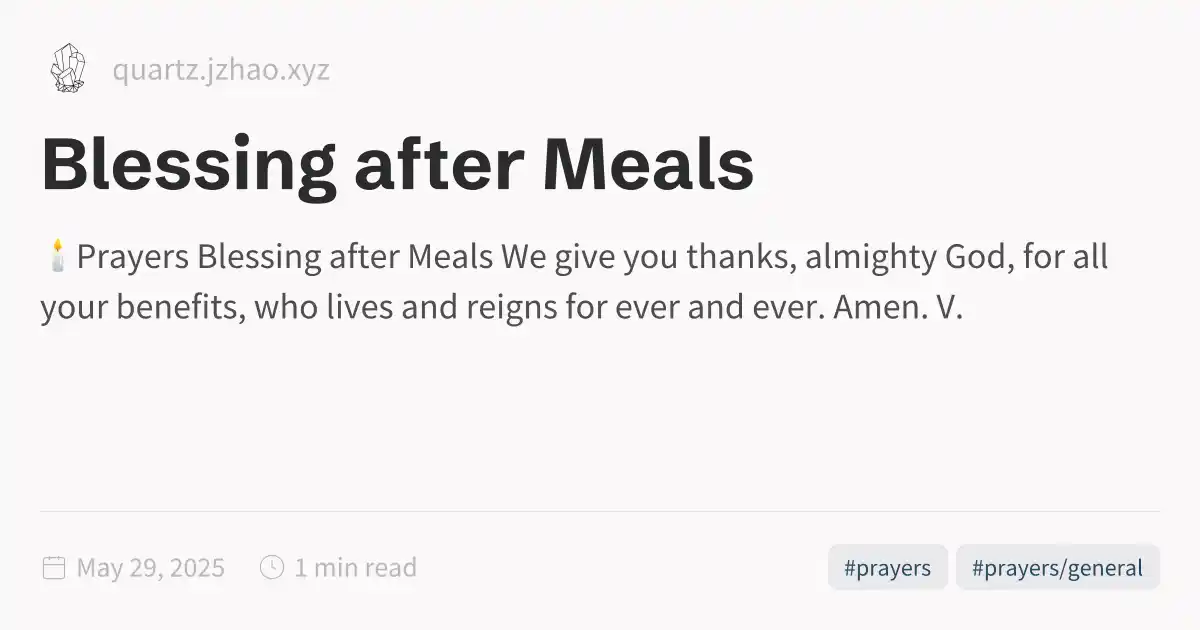 quartz.jzhao.xyz
Blessing after Meals
🕯️ Prayers Blessing after Meals We give you thanks, almighty God, for all
your benefits, who lives and reigns for ever and ever. Amen. V.
May 29, 2025 1 min read #prayers #prayers/general